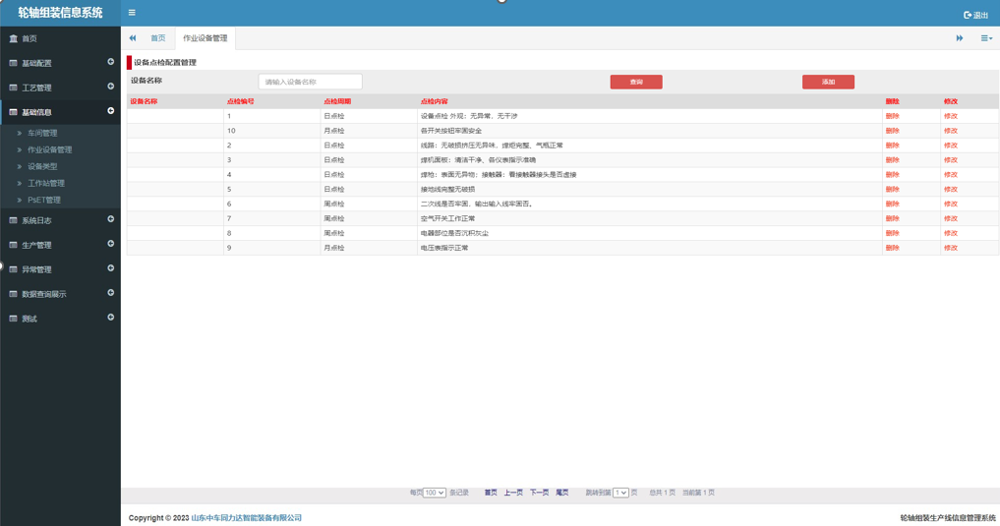 轮轴组装信息系统
退出
首页
作业设备管理
首页
基础配置
工艺管理
基础信息
车间管理
作业设备管理
设备类型
工作站管理
PsET管理
系统日志
生产管理
异常管理
数据查询展示
测试
设备点检配置管理
设备名称 请输入设备名称 查询 添加
设备名称 点检编号 点检周期 点检内容 删除 修改
1 日点检 设备点检 外观：无异常，无干涉 删除 修改
10 月点检 各开关按钮牢固安全 删除 修改
2 日点检 线路：无破损挤压无异味，焊炬完整，气瓶正常 删除 修改
3 日点检 焊机面板：清洁干净，各仪表指示准确 删除 修改
4 日点检 焊枪：表面无异物；接触器：看接触器接头是否虚接 删除 修改
5 日点检 接地线完整无破损 删除 修改
6 周点检 二次线是否牢固，输出输入线牢固否。 删除 修改
7 周点检 空气开关工作正常 删除 修改
8 周点检 电器部位是否沉积灰尘 删除 修改
9 月点检 电压表指示正常 删除 修改
每页 100 条记录 首页 上一页 下一页 尾页 跳转到第 1 页 总共 1 页 当前第 1 页
Copyright © 2023 山东中车同力达智能装备有限公司
轮轴组装生产线信息管理系统